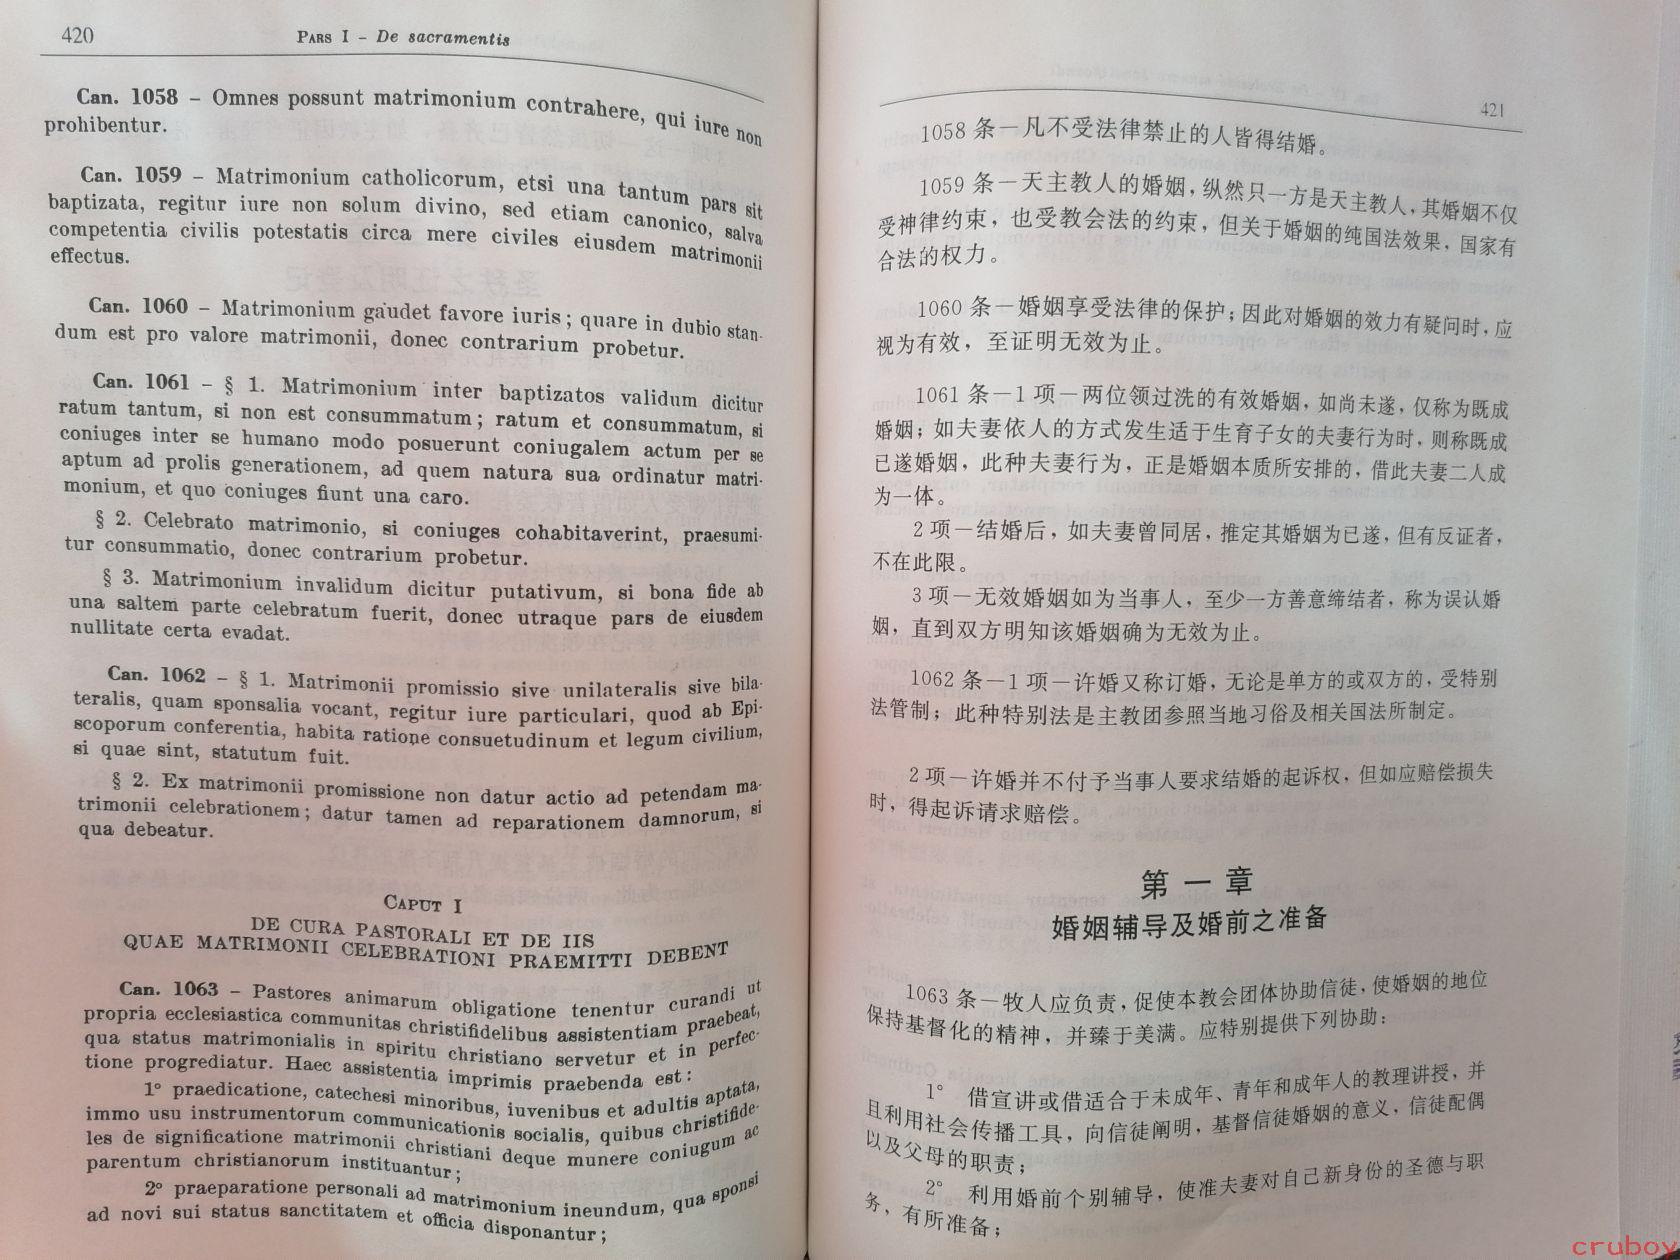 420
PARS I – De sacramentis
Can. 1058 – Omnes possunt matrimonium contrahere, qui iure non
prohibentur.
Can. 1059 – Matrimonium catholicorum, etsi una tantum pars sit
baptizata, regitur iure non solum divino, sed etiam canonico, salva
competentia civilis potestatis circa mere civiles eiusdem matrimonii
effectus.
Can. 1060 – Matrimonium gaudet favore iuris; quare in dubio stan-
dum est pro valore matrimonii, donec contrarium probetur.
Can. 1061 – § 1. Matrimonium inter baptizatos validum dicitur
ratum tantum, si non est consummatum; ratum et consummatum, si
coniuges inter se humano modo posuerunt coniugalem actum per se
aptum ad prolis generationem, ad quem natura sua ordinatur matri-
monium, et quo coniuges fiunt una caro.
§ 2. Celebrato matrimonio, si coniuges cohabitaverint, praesumi-
tur consummatio, donec contrarium probetur.
§ 3. Matrimonium invalidum dicitur putativum, si bona fide ab
una saltem parte celebratum fuerit, donec utraque pars de eiusdem
nullitate certa evadat.
Can. 1062 – § 1. Matrimonii promissio sive unilateralis sive bila-
teralis, quam sponsalia vocant, regitur iure particulari, quod ab Epi-
scoporum conferentia, habita ratione consuetudinum et legum civilium,
si quae sint, statutum fuit.
§ 2. Ex matrimonii promissione non datur actio ad petendam ma-
trimonii celebrationem; datur tamen ad reparationem damnorum, si
qua debeatur.
CAPUT I
DE CURA PASTORALI ET DE IIS
QUAE MATRIMONII CELEBRATIONI PRAEMITTI DEBENT
Can. 1063 – Pastores animarum obligatione tenentur curandi ut
propria ecclesiastica communitas christifidelibus assistentiam praebeat,
qua status matrimonialis in spiritu christiano servetur et in perfec-
tione progrediatur. Haec assistentia imprimis praebenda est:
1° praedicatione, catechesi minoribus, iuvenibus et adultis aptata,
immo usu instrumentorum communicationis socialis, quibus christifide-
les de significatione matrimonii christiani deque munere coniugum ac
parentum christianorum instituantur;
2° praeparatione personali ad matrimonium ineundum, qua sponsi
ad novi sui status sanctitatem et officia disponantur;
421
1058 条－凡不受法律禁止的人皆得结婚。
1059 条－天主教人的婚姻，纵然只一方是天主教人，其婚姻不仅
受神律约束，也受教会法的约束，但关于婚姻的纯国法效果，国家有
合法的权力。
1060 条－婚姻享受法律的保护；因此对婚姻的效力有疑问时，应
视为有效，至证明无效为止。
1061 条－1 项－两位领过洗的有效婚姻，如尚未遂，仅称为既成
婚姻；如夫妻依人的方式发生适于生育子女的夫妻行为时，则称既成
已遂婚姻，此种夫妻行为，正是婚姻本质所安排的，借此夫妻二人成
为一体。
2 项－结婚后，如夫妻曾同居，推定其婚姻为已遂，但有反证者，
不在此限。
3 项－无效婚姻如为当事人，至少一方善意缔结者，称为误认婚
姻，直到双方明知该婚姻确为无效为止。
1062 条－1 项－许婚又称订婚，无论是单方的或双方的，受特别
法管制；此种特别法是主教团参照当地习俗及相关国法所制定。
2 项－许婚并不付予当事人要求结婚的起诉权，但如应赔偿损失
时，得起诉请求赔偿。
第 一 章
婚姻辅导及婚前之准备
1063 条－牧人应负责，促使本教会团体协助信徒，使婚姻的地位
保持基督化的精神，并臻于美满。应特别提供下列协助：
1° 借宣讲或借适合于未成年、青年和成年人的教理讲授，并
且利用社会传播工具，向信徒阐明，基督信徒婚姻的意义，信徒配偶
以及父母的职责；
2° 利用婚前个别辅导，使准夫妻对自己新身份的圣德与职
务，有所准备；
cruboy